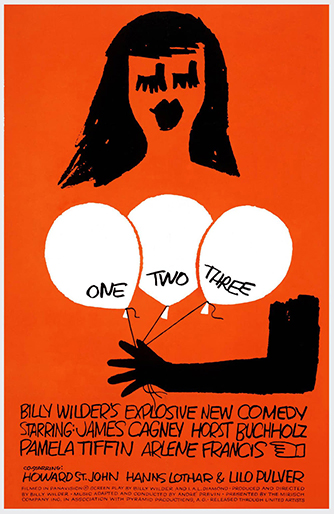 ONE
TWO
THREE
BILLY WILDER'S EXPLOSIVE NEW COMEDY
STARRING: JAMES CAGNEY HORST BUCHHOLZ
PAMELA TIFFIN ARLENE FRANCIS
CO-STARRING:
HOWARD ST. JOHN HANNS LOTHAR & LILO PULVER
FILMED IN PANAVISION® SCREEN PLAY BY BILLY WILDER AND I.A.L. DIAMOND · PRODUCED AND DIRECTED
BY BILLY WILDER · MUSIC ADAPTED AND CONDUCTED BY ANDRE PREVIN · PRESENTED BY THE MIRISCH
COMPANY INC. IN ASSOCIATION WITH PYRAMID PRODUCTIONS, A.G. RELEASED THROUGH UNITED ARTISTS